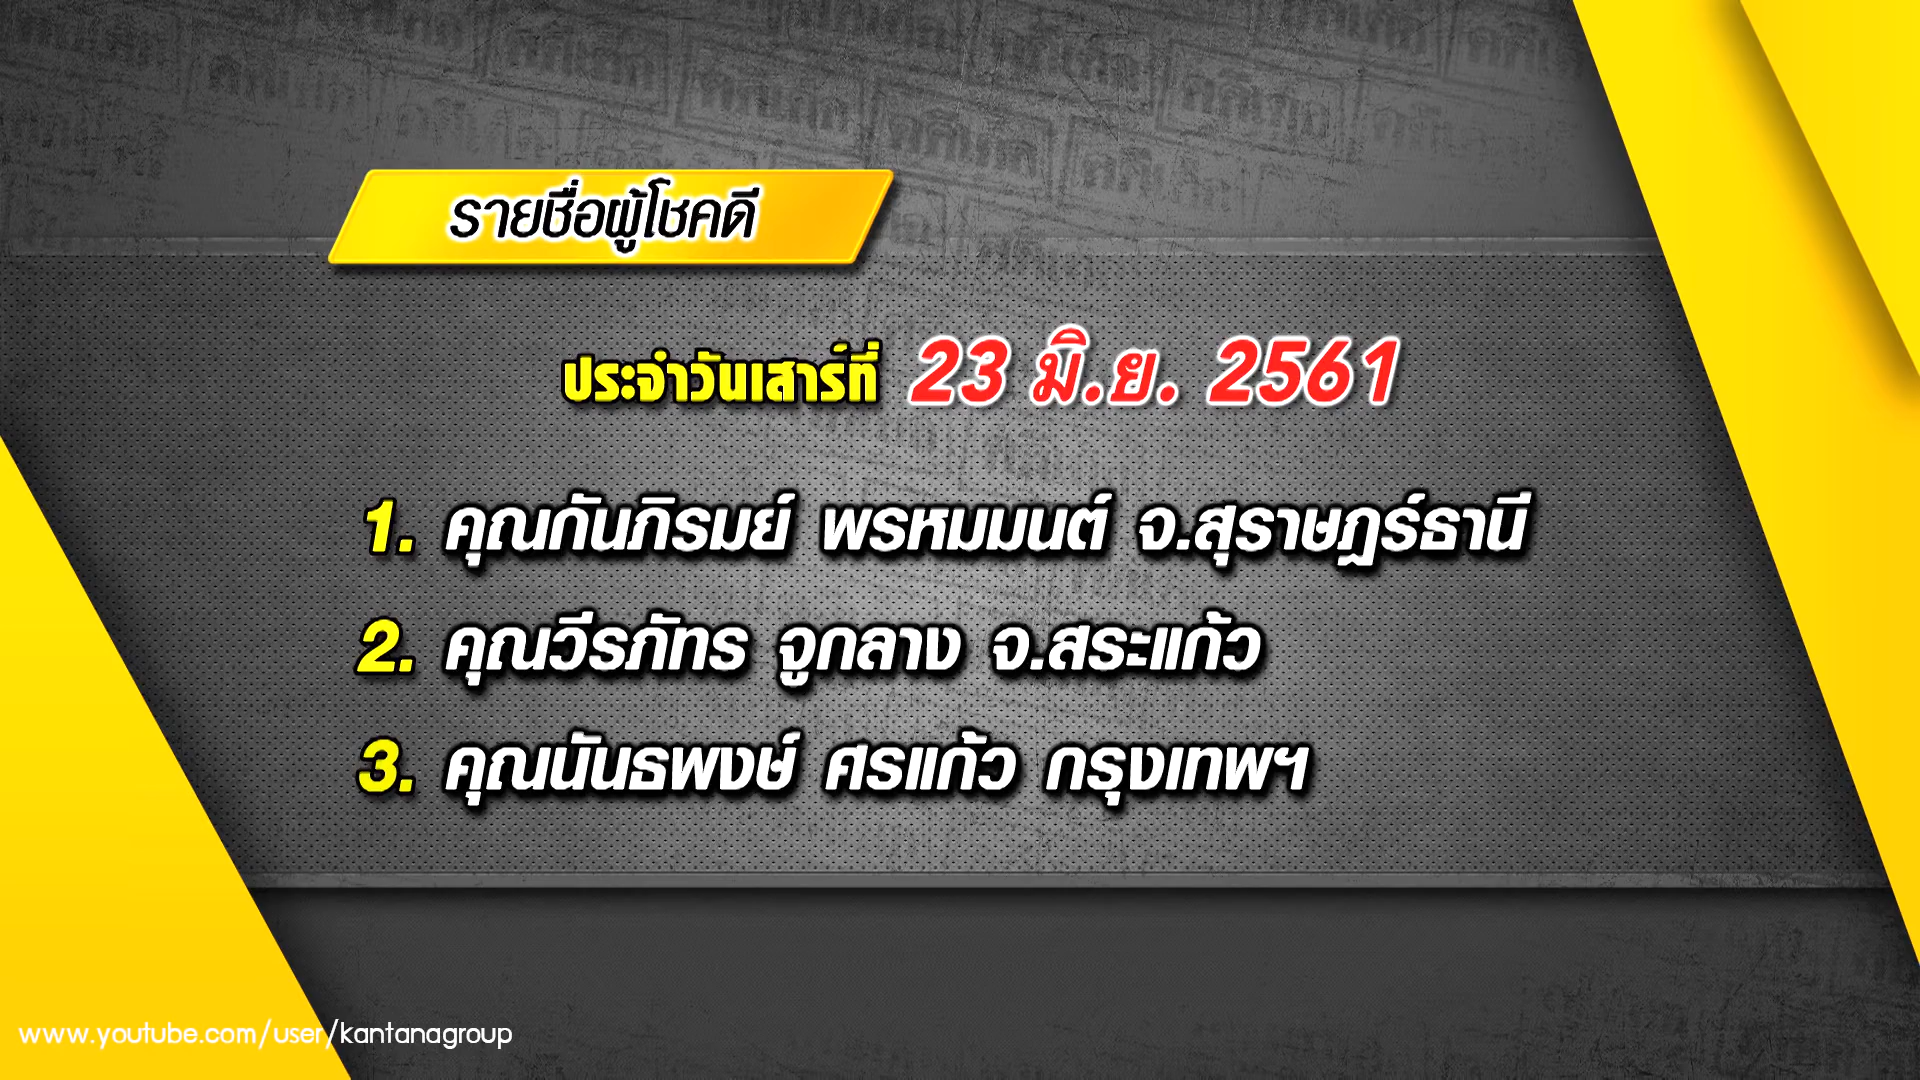 รายชื่อผู้โชคดี
ประจำวันเสาร์ที่ 23 มิ.ย. 2561
1. คุณกันภิรมย์ พรหมมนต์ จ.สุราษฎร์ธานี
2. คุณวีรภัทร จูกลาง จ.สระแก้ว
3. คุณนันธพงษ์ ศรแก้ว กรุงเทพฯ
www.youtube.com/user/kantanagroup